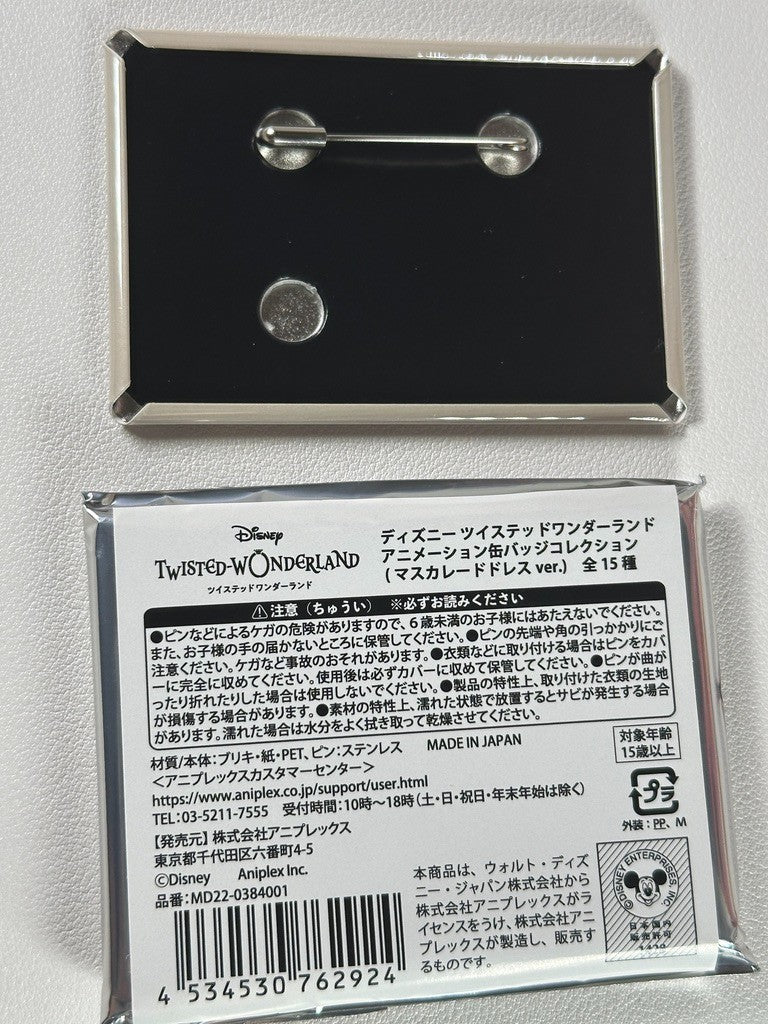 Disney
TWISTED-WONDERLAND
ツイステッドワンダーランド
ディズニー ツイステッドワンダーランド
アニメーション缶バッジコレクション
(マスカレードドレス ver.) 全15種
⚠注意（ちゅうい） ※必ずお読みください
●ピンなどによるケガの危険がありますので、6歳未満のお子様にはあたえないでください。
また、お子様の手の届かないところに保管してください。●ピンの先端や角の引っかかりにご
注意ください。ケガなど事故のおそれがあります。●衣類などに取り付ける場合はピンをカバ
ーに完全に収めてください。使用後は必ずカバーに収めて保管してください。●ピンが曲が
ったり折れたりした場合は使用しないでください。●製品の特性上、取り付けた衣類の生地
が損傷する場合があります。●素材の特性上、濡れた状態で放置するとサビが発生する場合
があります。濡れた場合は水分をよく拭き取って乾燥させてください。
材質/本体:ブリキ・紙・PET、ピン:ステンレス MADE IN JAPAN
対象年齢
15歳以上
<アニプレックスカスタマーセンター>
https://www.aniplex.co.jp/support/user.html
TEL:03-5211-7555 受付時間:10時～18時(土・日・祝日・年末年始は除く)
プラ
外装:PP、M
【発売元】株式会社アニプレックス
東京都千代田区六番町4-5
©Disney Aniplex Inc.
品番:MD22-0384001
4 534530 762924
本商品は、ウォルト・ディズ
ニー・ジャパン株式会社から
株式会社アニプレックスがラ
イセンスをうけ、株式会社アニ
プレックスが製造し、販売す
るものです。
©DISNEY ENTERPRISES, INC.
日本国内
販売許可